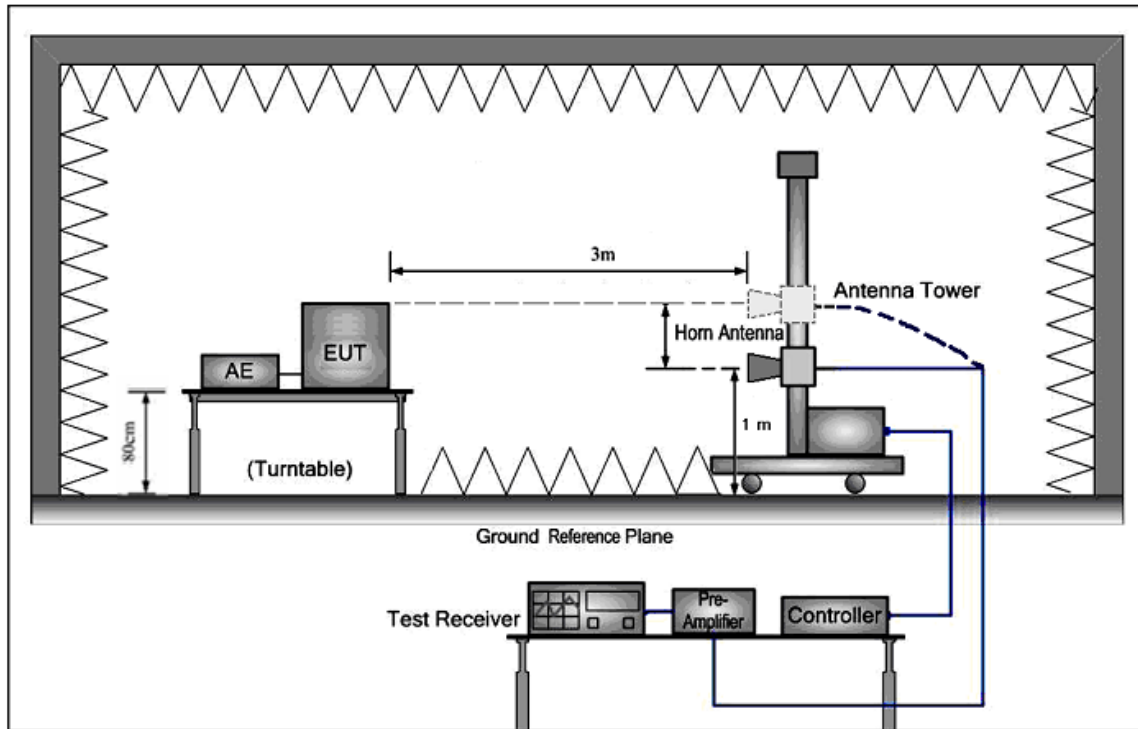 3m
Antenna Tower
Horn Antenna
EUT
AE
1 m
80cm
(Turntable)
Ground Reference Plane
Test Receiver
Pre-
Amplifier
Controller